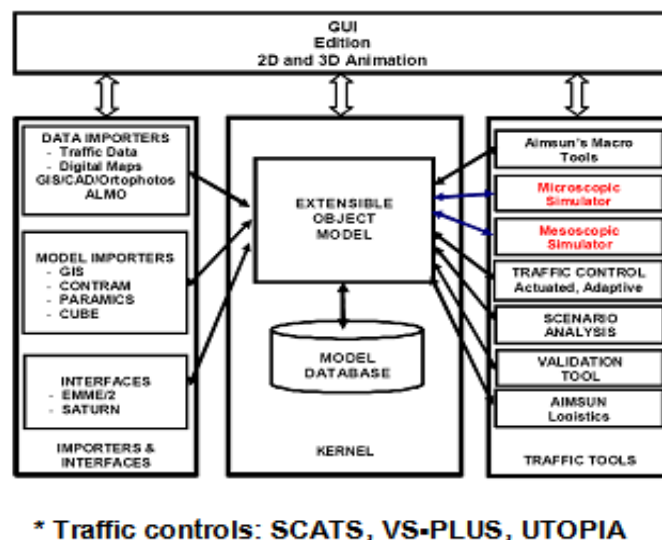 GUI
Edition
2D and 3D Animation
DATA IMPORTERS
- Traffic Data
- Digital Maps
GIS/CAD/Ortophotos
ALMO
MODEL IMPORTERS
- GIS
- CONTRAM
- PARAMICS
- CUBE
INTERFACES
- EMME/2
- SATURN
IMPORTERS &
INTERFACES
EXTENSIBLE
OBJECT
MODEL
MODEL
DATABASE
KERNEL
Aimsun's Macro
Tools
Microscopic
Simulator
Mesoscopic
Simulator
TRAFFIC CONTROL
Actuated, Adaptive
SCENARIO
ANALYSIS
VALIDATION
TOOL
AIMSUN
Logistics
TRAFFIC TOOLS
* Traffic controls: SCATS, VS-PLUS, UTOPIA